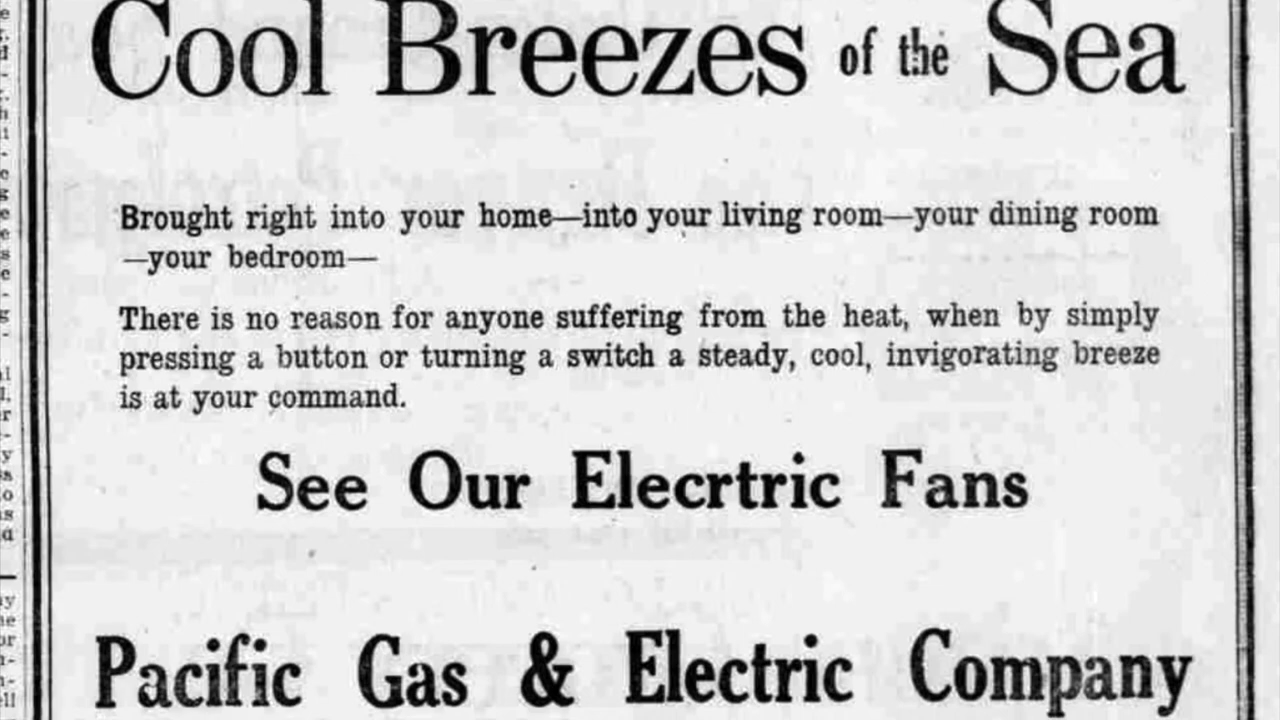 Cool Breezes of the Sea
Brought right into your home—into your living room—your dining room
—your bedroom—
There is no reason for anyone suffering from the heat, when by simply
pressing a button or turning a switch a steady, cool, invigorating breeze
is at your command.
See Our Elecrtric Fans
Pacific Gas & Electric Company